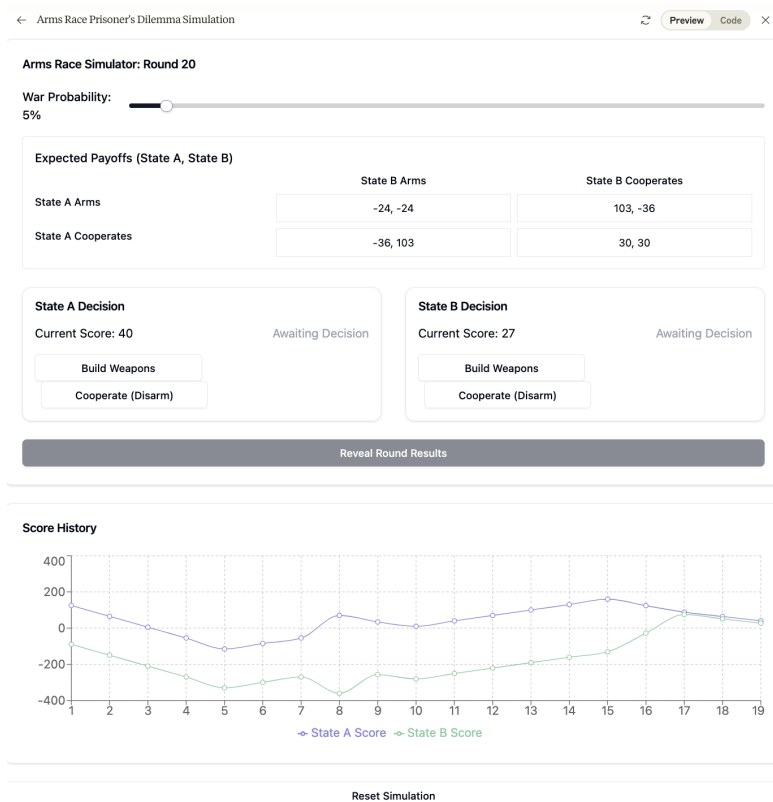 ← Arms Race Prisoner's Dilemma Simulation Preview Code ×
Arms Race Simulator: Round 20
War Probability:
5%
Expected Payoffs (State A, State B)
State B Arms State B Cooperates
State A Arms -24, -24 103, -36
State A Cooperates -36, 103 30, 30
State A Decision
Current Score: 40 Awaiting Decision
Build Weapons
Cooperate (Disarm)
State B Decision
Current Score: 27 Awaiting Decision
Build Weapons
Cooperate (Disarm)
Reveal Round Results
Score History
400
200
0
-200
-400
1 2 3 4 5 6 7 8 9 10 11 12 13 14 15 16 17 18 19
State A Score State B Score
Reset Simulation